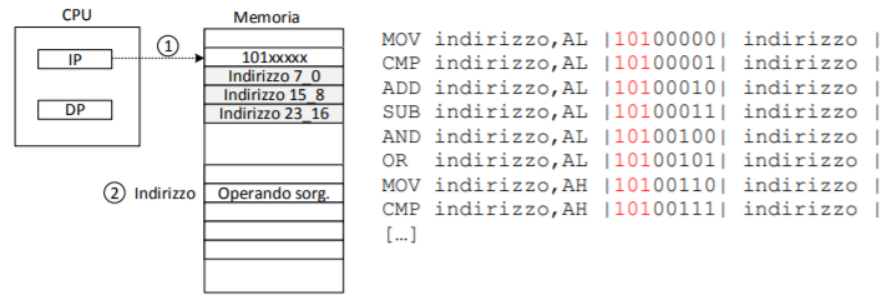 CPU
IP
DP
①
Memoria
101xxxxx
Indirizzo 7_0
Indirizzo 15_8
Indirizzo 23_16
② Indirizzo
Operando sorg.
MOV indirizzo,AL |10100000| indirizzo |
CMP indirizzo,AL |10100001| indirizzo |
ADD indirizzo,AL |10100010| indirizzo |
SUB indirizzo,AL |10100011| indirizzo |
AND indirizzo,AL |10100100| indirizzo |
OR indirizzo,AL |10100101| indirizzo |
MOV indirizzo,AH |10100110| indirizzo |
CMP indirizzo,AH |10100111| indirizzo |
[…]